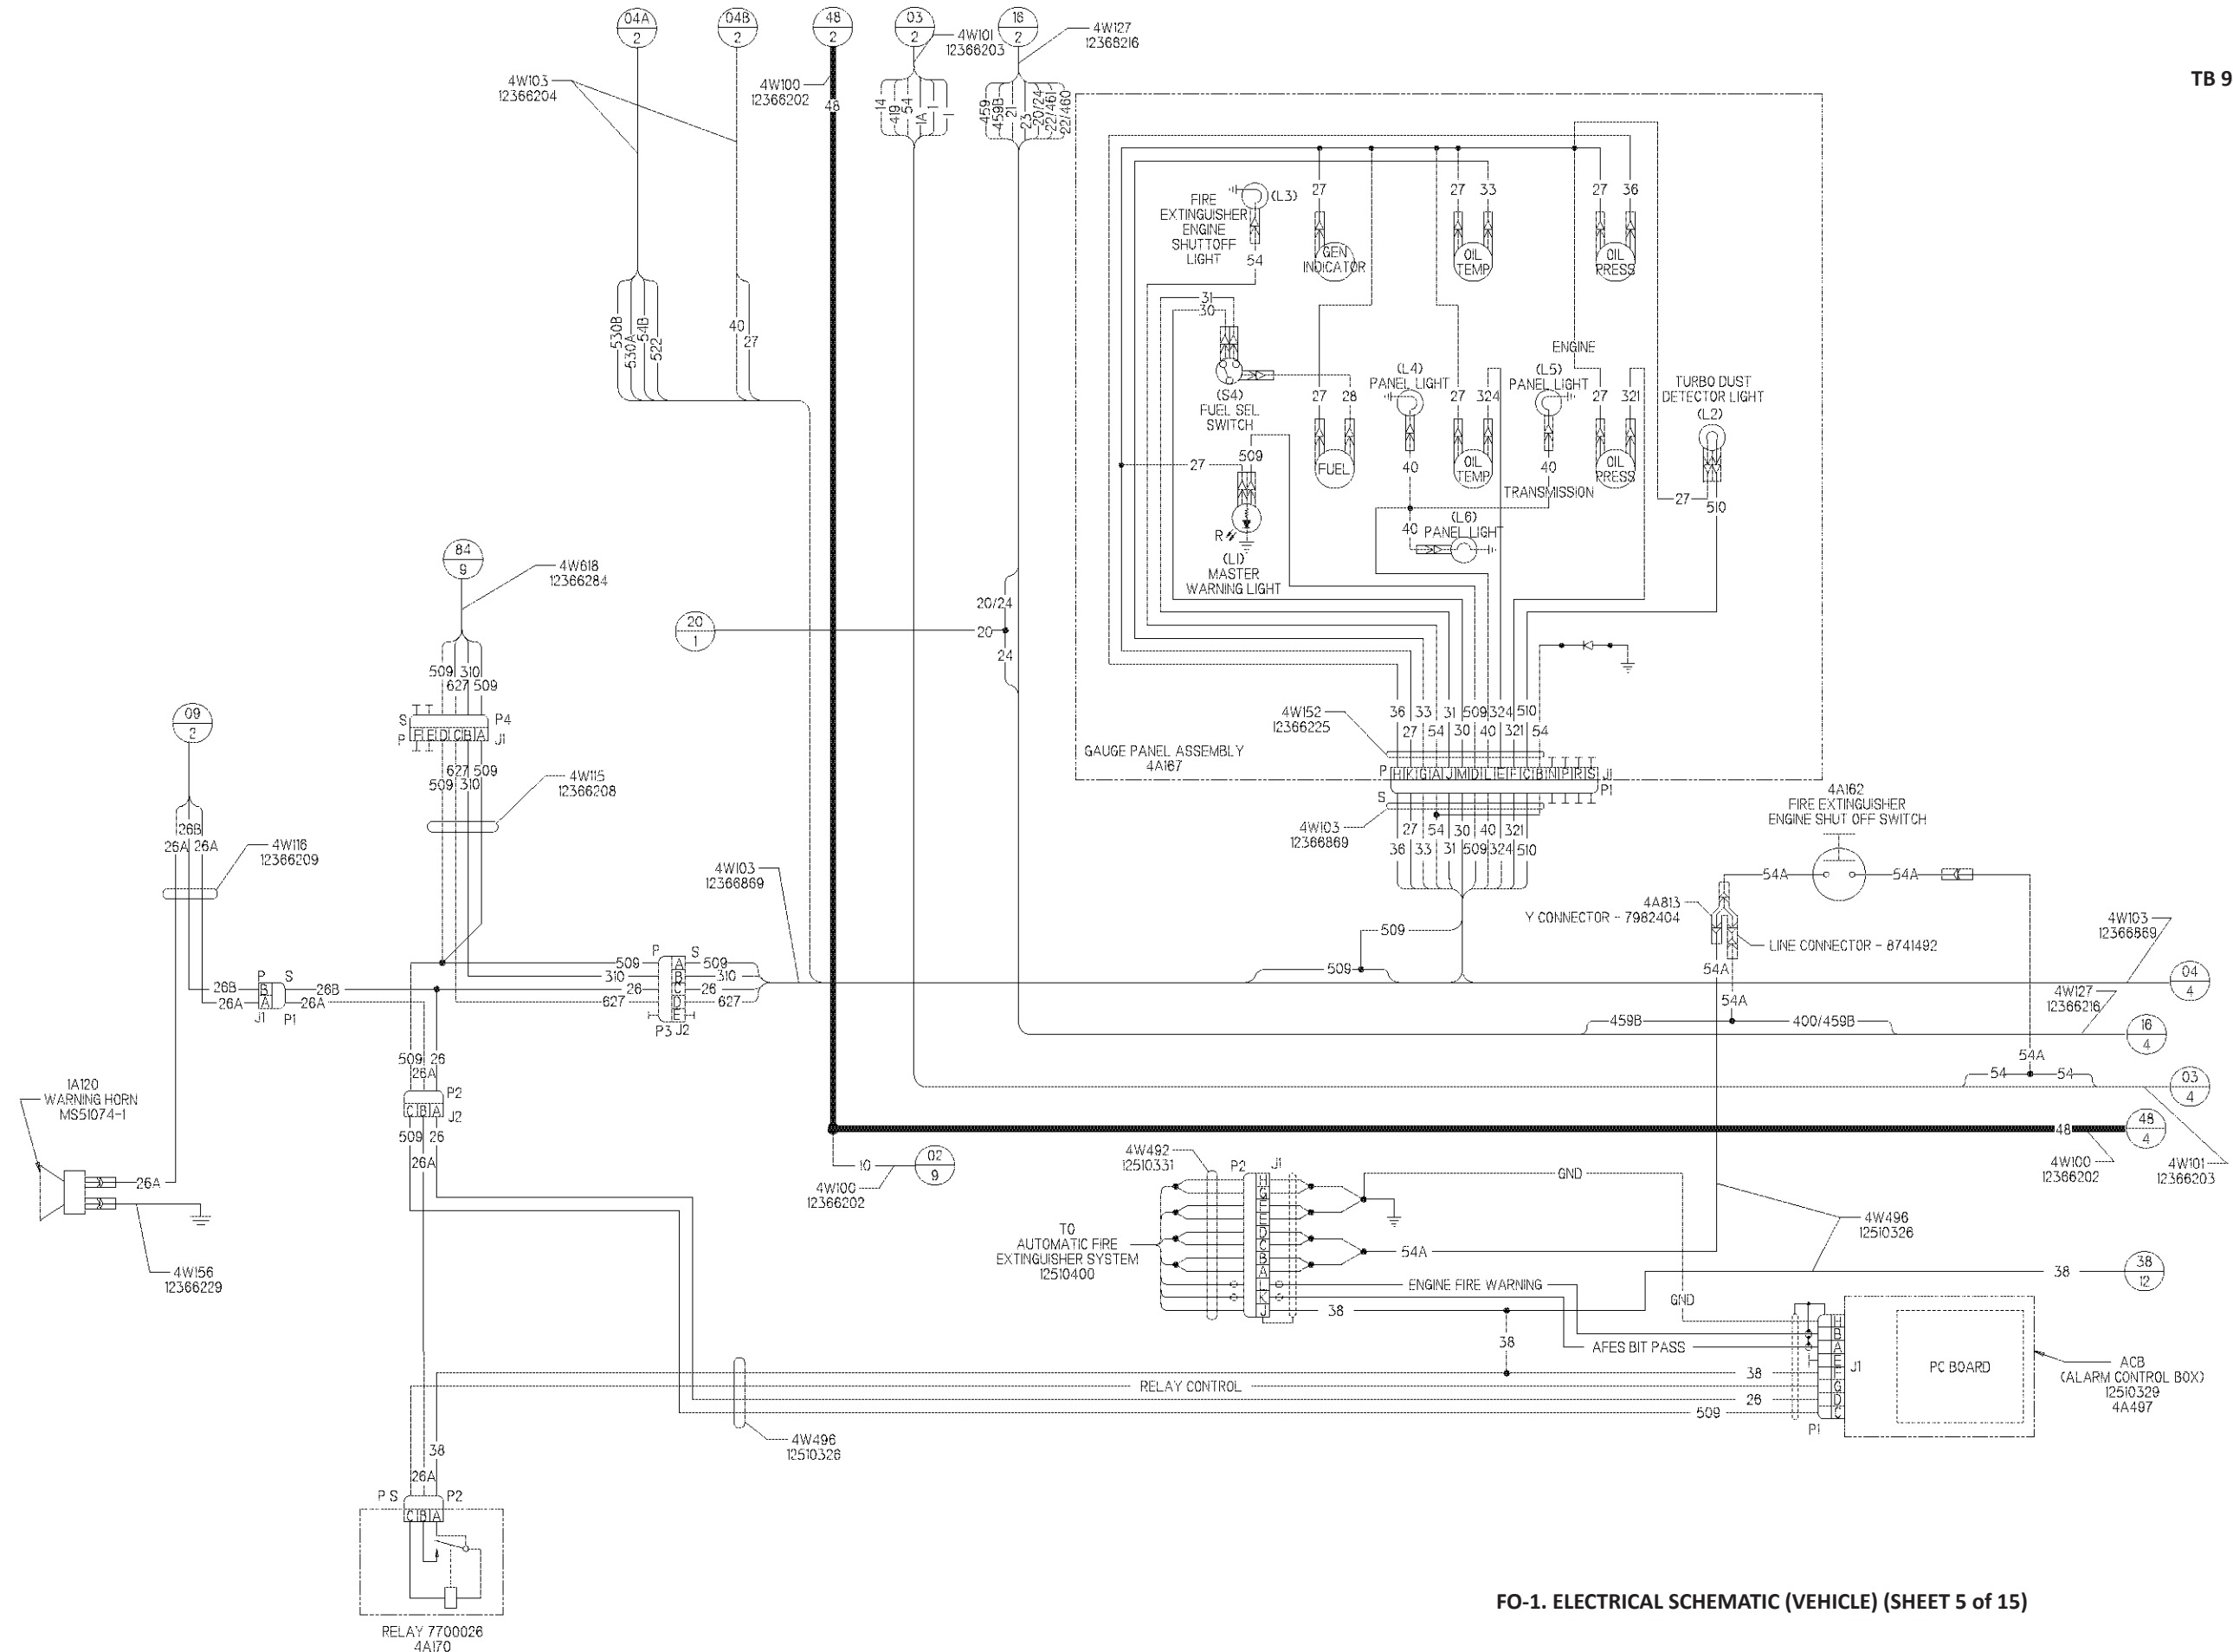 04A
2
04B
2
48
2
03
2
16
2
4W101
12366203
4W127
12366216
TB 9
4W103
12366204
4W100
12366202
48
14
419
54
1A
1
1
459
459B
21
23
20/24
22/461
22/460
FIRE
EXTINGUISHER
ENGINE
SHUTTOFF
LIGHT
(L3)
54
27
GEN
INDICATOR
27 33
OIL
TEMP
27 36
OIL
PRESS
31
30
(S4)
FUEL SEL
SWITCH
27 28
FUEL
(L4)
PANEL LIGHT
40
27 324
OIL
TEMP
ENGINE
(L5)
PANEL LIGHT
40
TRANSMISSION
27 321
OIL
PRESS
TURBO DUST
DETECTOR LIGHT
(L2)
27
510
27
509
R
(L1)
MASTER
WARNING LIGHT
40
(L6)
PANEL LIGHT
530B
530A
54B
522
40
27
84
9
4W618
12366284
20
1
20/24
20
24
509 310
627 509
S
P
F E D C B A
P4
J1
627 509
509 310
4W115
12366208
09
2
26B
26A 26A
4W116
12366209
4W152
12366225
36 33 31 509 324 510
27 54 30 40 321 54
GAUGE PANEL ASSEMBLY
4A167
P
H K G A J M D L E F C B N P R S
J1
P1
S
4W103
12366869
27 54 30 40 321
36 33 31 509 324 510
4A162
FIRE EXTINGUISHER
ENGINE SHUT OFF SWITCH
54A
54A
4A813
Y CONNECTOR - 7982404
LINE CONNECTOR - 8741492
54A
54A
4W103
12366869
4W103
12366869
04
4
509
509
P S
509 A 509
310 B 310
26 C 26
627 D 627
E
P3 J2
26B
26A
P S
B
A
J1 P1
26B
26A
4W127
12366216
16
4
459B
400/459B
54A
54
54
03
4
509 26
26A
P2
C B A
J2
509 26
26A
1A120
WARNING HORN
MS51074-1
26A
4W156
12366229
48
48
4
4W100
12366202
4W101
12366203
10
02
9
4W100
12366202
4W492
12510331
P2
J1
H
G
F
E
D
C
B
A
L
K
J
GND
TO
AUTOMATIC FIRE
EXTINGUISHER SYSTEM
12510400
54A
ENGINE FIRE WARNING
38
38
AFES BIT PASS
4W496
12510326
38
38
12
GND
H
B
A
E
F
G
D
C
J1
P1
PC BOARD
ACB
(ALARM CONTROL BOX)
12510329
4A497
38
RELAY CONTROL
26
509
4W496
12510326
38
26A
P S
P2
C B A
RELAY 7700026
4A170
FO-1. ELECTRICAL SCHEMATIC (VEHICLE) (SHEET 5 of 15)